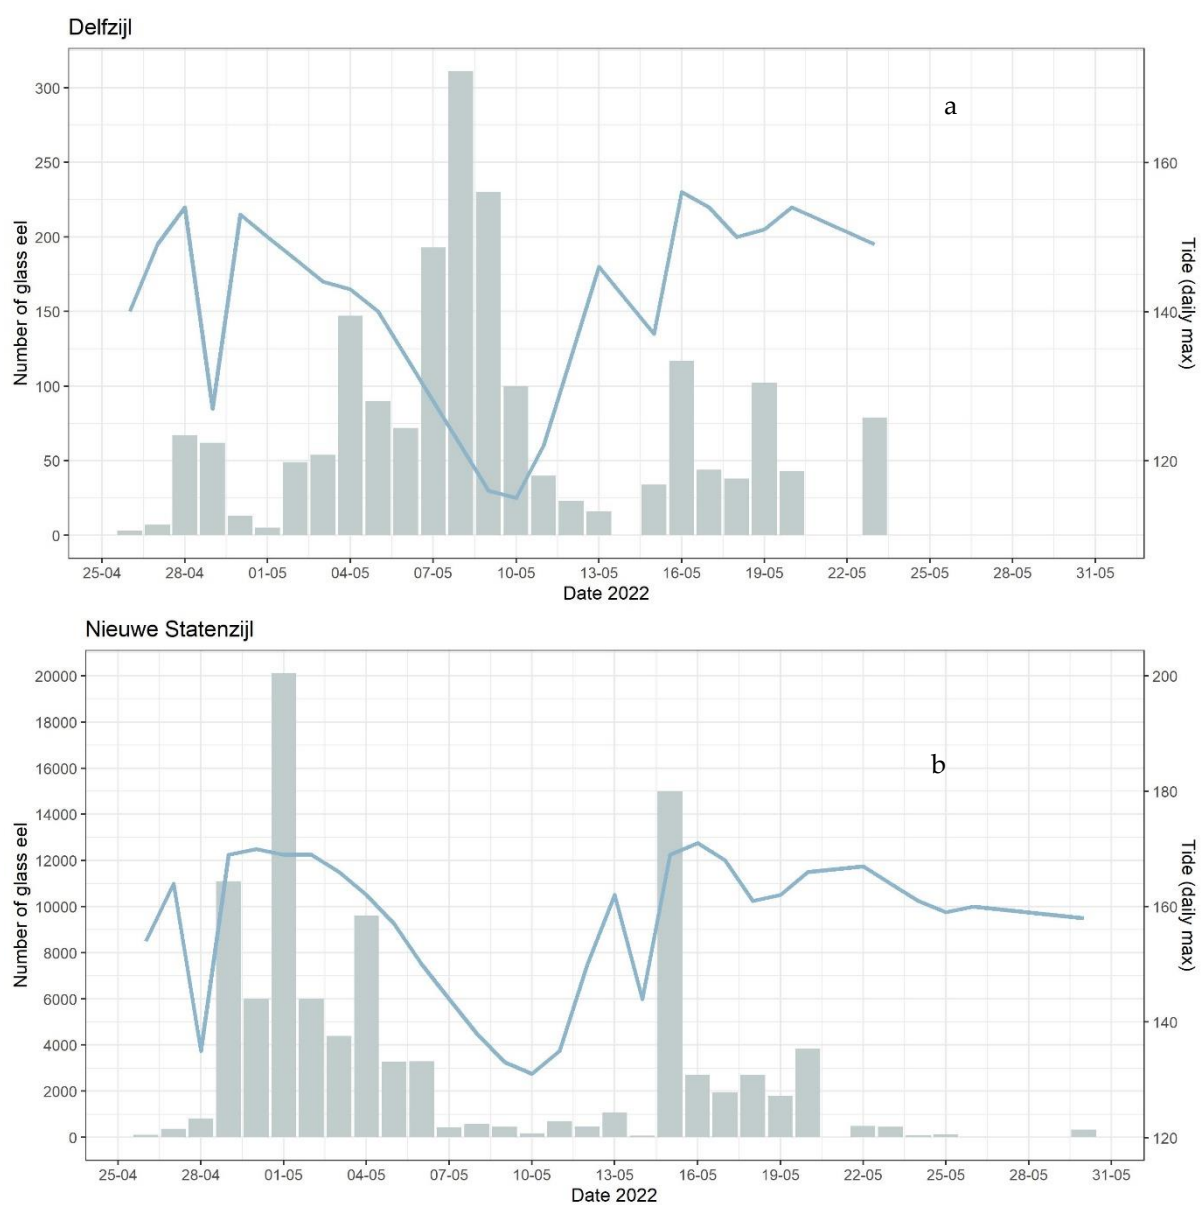 Delfzijl
a
300
250
200
150
100
50
0
160
140
120
Number of glass eel
Tide (daily max)
25-04 28-04 01-05 04-05 07-05 10-05 13-05 16-05 19-05 22-05 25-05 28-05 31-05
Date 2022
Nieuwe Statenzijl
b
20000
18000
16000
14000
12000
10000
8000
6000
4000
2000
0
200
180
160
140
120
Number of glass eel
Tide (daily max)
25-04 28-04 01-05 04-05 07-05 10-05 13-05 16-05 19-05 22-05 25-05 28-05 31-05
Date 2022